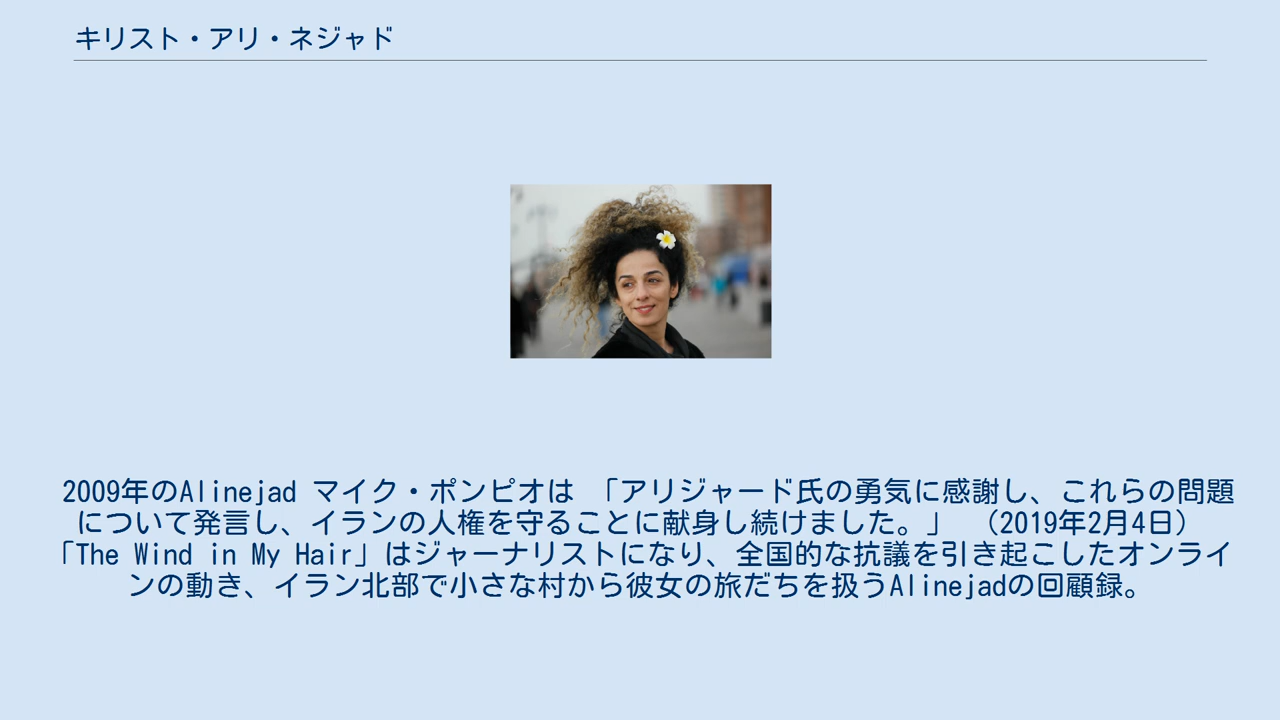 キリスト・アリ・ネジャド
2009年のAlinejad マイク・ポンピオは 「アリジャード氏の勇気に感謝し、これらの問題
について発言し、イランの人権を守ることに献身し続けました。」 （2019年2月4日）
「The Wind in My Hair」はジャーナリストになり、全国的な抗議を引き起こしたオンライ
ンの動き、イラン北部で小さな村から彼女の旅だちを扱うAlinejadの回顧録。